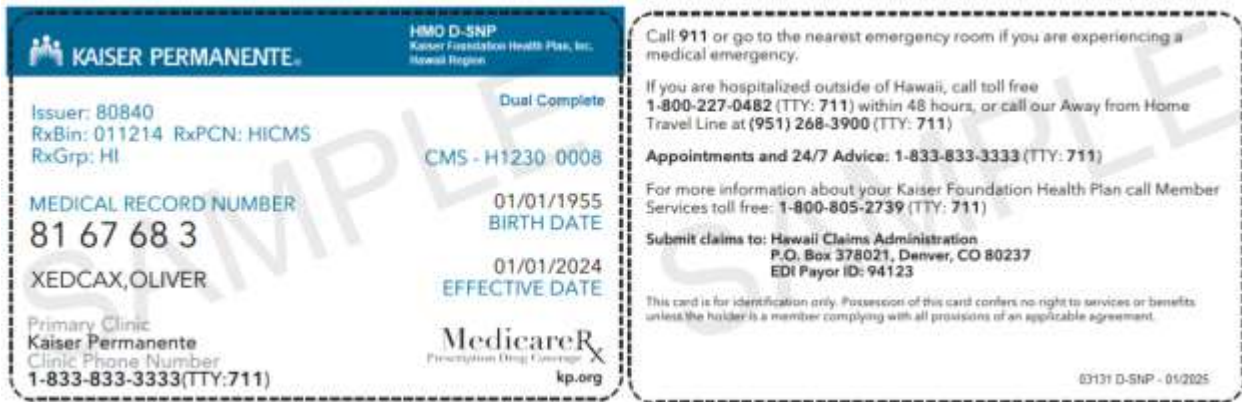 KAISER PERMANENTE®
HMO D-SNP
Kaiser Foundation Health Plan, Inc.
Hawaii Region
Issuer: 80840
RxBin: 011214 RxPCN: HICMS
RxGrp: HI
Dual Complete
CMS - H1230 0008
MEDICAL RECORD NUMBER
81 67 68 3
01/01/1955
BIRTH DATE
XEDCAX,OLIVER
01/01/2024
EFFECTIVE DATE
Primary Clinic
Kaiser Permanente
Clinic Phone Number
1-833-833-3333(TTY:711)
MedicareRx
Prescription Drug Coverage
kp.org
SAMPLE
Call 911 or go to the nearest emergency room if you are experiencing a
medical emergency.
If you are hospitalized outside of Hawaii, call toll free
1-800-227-0482 (TTY: 711) within 48 hours, or call our Away from Home
Travel Line at (951) 268-3900 (TTY: 711)
Appointments and 24/7 Advice: 1-833-833-3333 (TTY: 711)
For more information about your Kaiser Foundation Health Plan call Member
Services toll free: 1-800-805-2739 (TTY: 711)
Submit claims to: Hawaii Claims Administration
P.O. Box 378021, Denver, CO 80237
EDI Payor ID: 94123
This card is for identification only. Possession of this card confers no right to services or benefits
unless the holder is a member complying with all provisions of an applicable agreement.
03131 D-SNP - 01/2025
SAMPLE